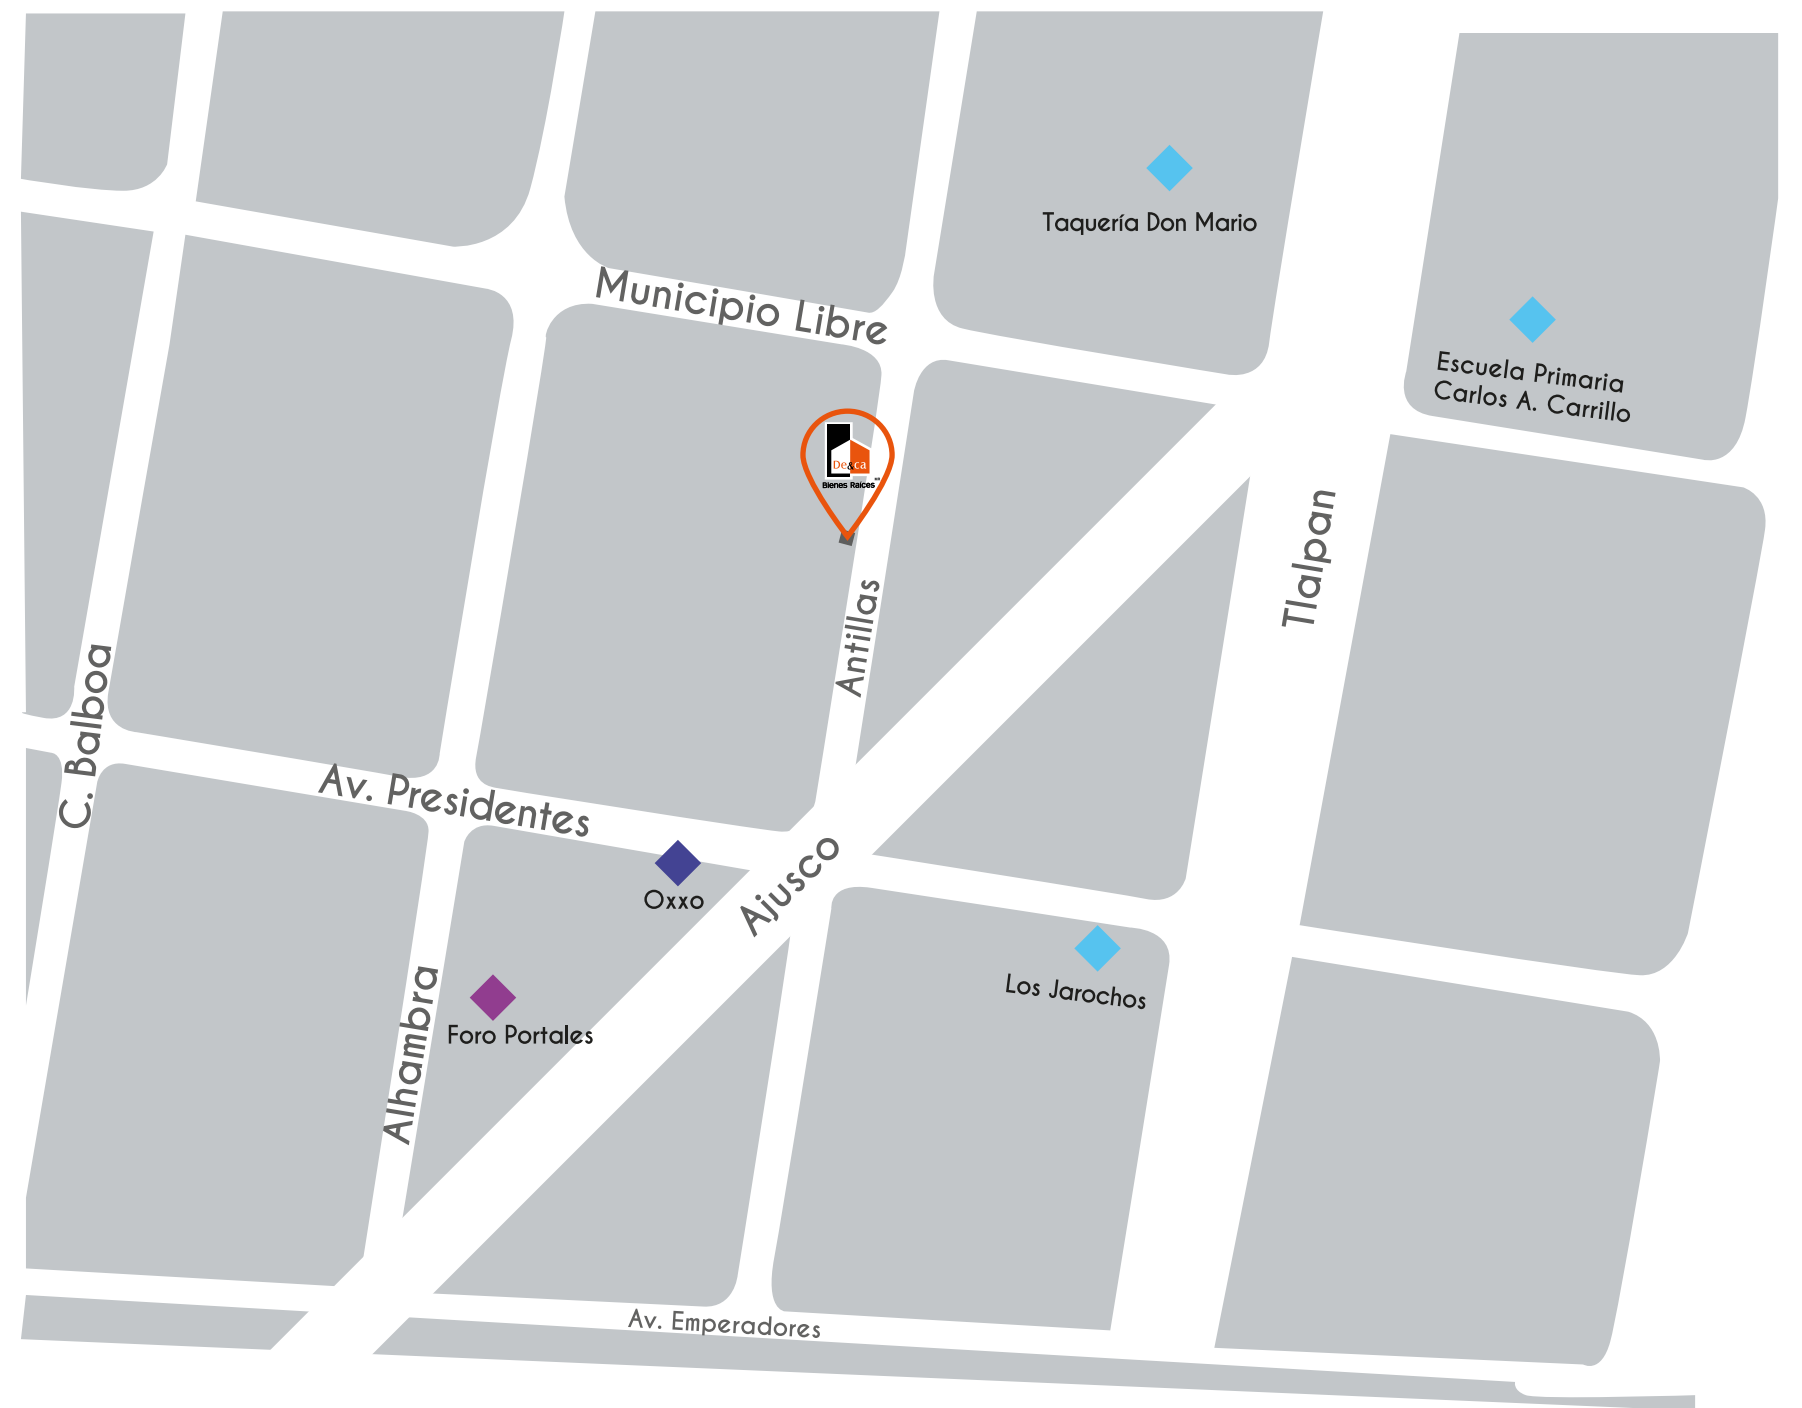 Taquería Don Mario
Municipio Libre
Escuela Primaria
Carlos A. Carrillo
De&ca
Bienes Raíces
Tlalpan
Antillas
C. Balboa
Av. Presidentes
Oxxo
Ajusco
Los Jarochos
Foro Portales
Alhambra
Av. Emperadores